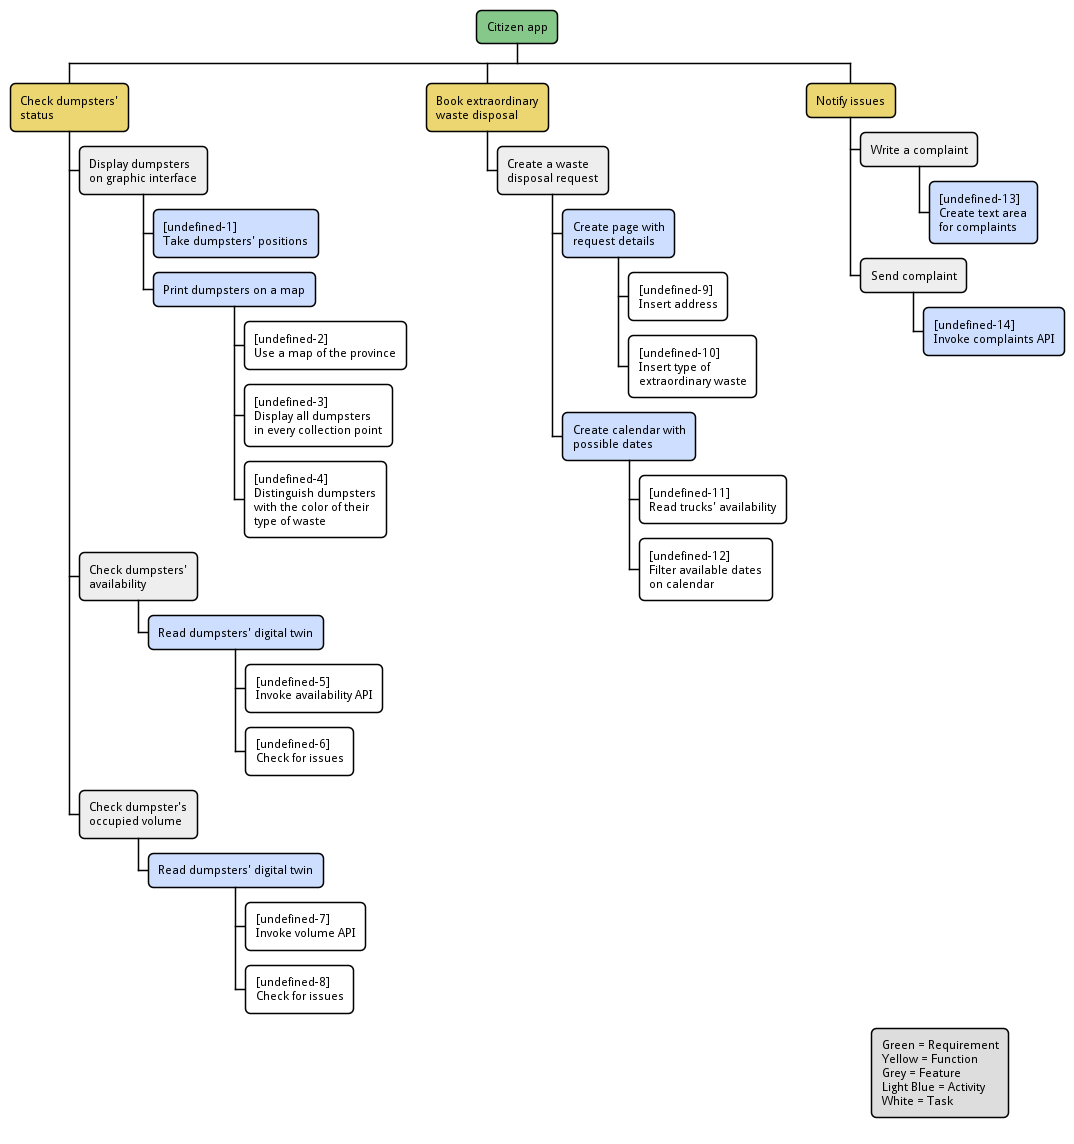 Citizen app
Check dumpsters'
status
Display dumpsters
on graphic interface
[undefined-1]
Take dumpsters' positions
Print dumpsters on a map
[undefined-2]
Use a map of the province
[undefined-3]
Display all dumpsters
in every collection point
[undefined-4]
Distinguish dumpsters
with the color of their
type of waste
Check dumpsters'
availability
Read dumpsters' digital twin
[undefined-5]
Invoke availability API
[undefined-6]
Check for issues
Check dumpster's
occupied volume
Read dumpsters' digital twin
[undefined-7]
Invoke volume API
[undefined-8]
Check for issues
Book extraordinary
waste disposal
Create a waste
disposal request
Create page with
request details
[undefined-9]
Insert address
[undefined-10]
Insert type of
extraordinary waste
Create calendar with
possible dates
[undefined-11]
Read trucks' availability
[undefined-12]
Filter available dates
on calendar
Notify issues
Write a complaint
[undefined-13]
Create text area
for complaints
Send complaint
[undefined-14]
Invoke complaints API
Green = Requirement
Yellow = Function
Grey = Feature
Light Blue = Activity
White = Task